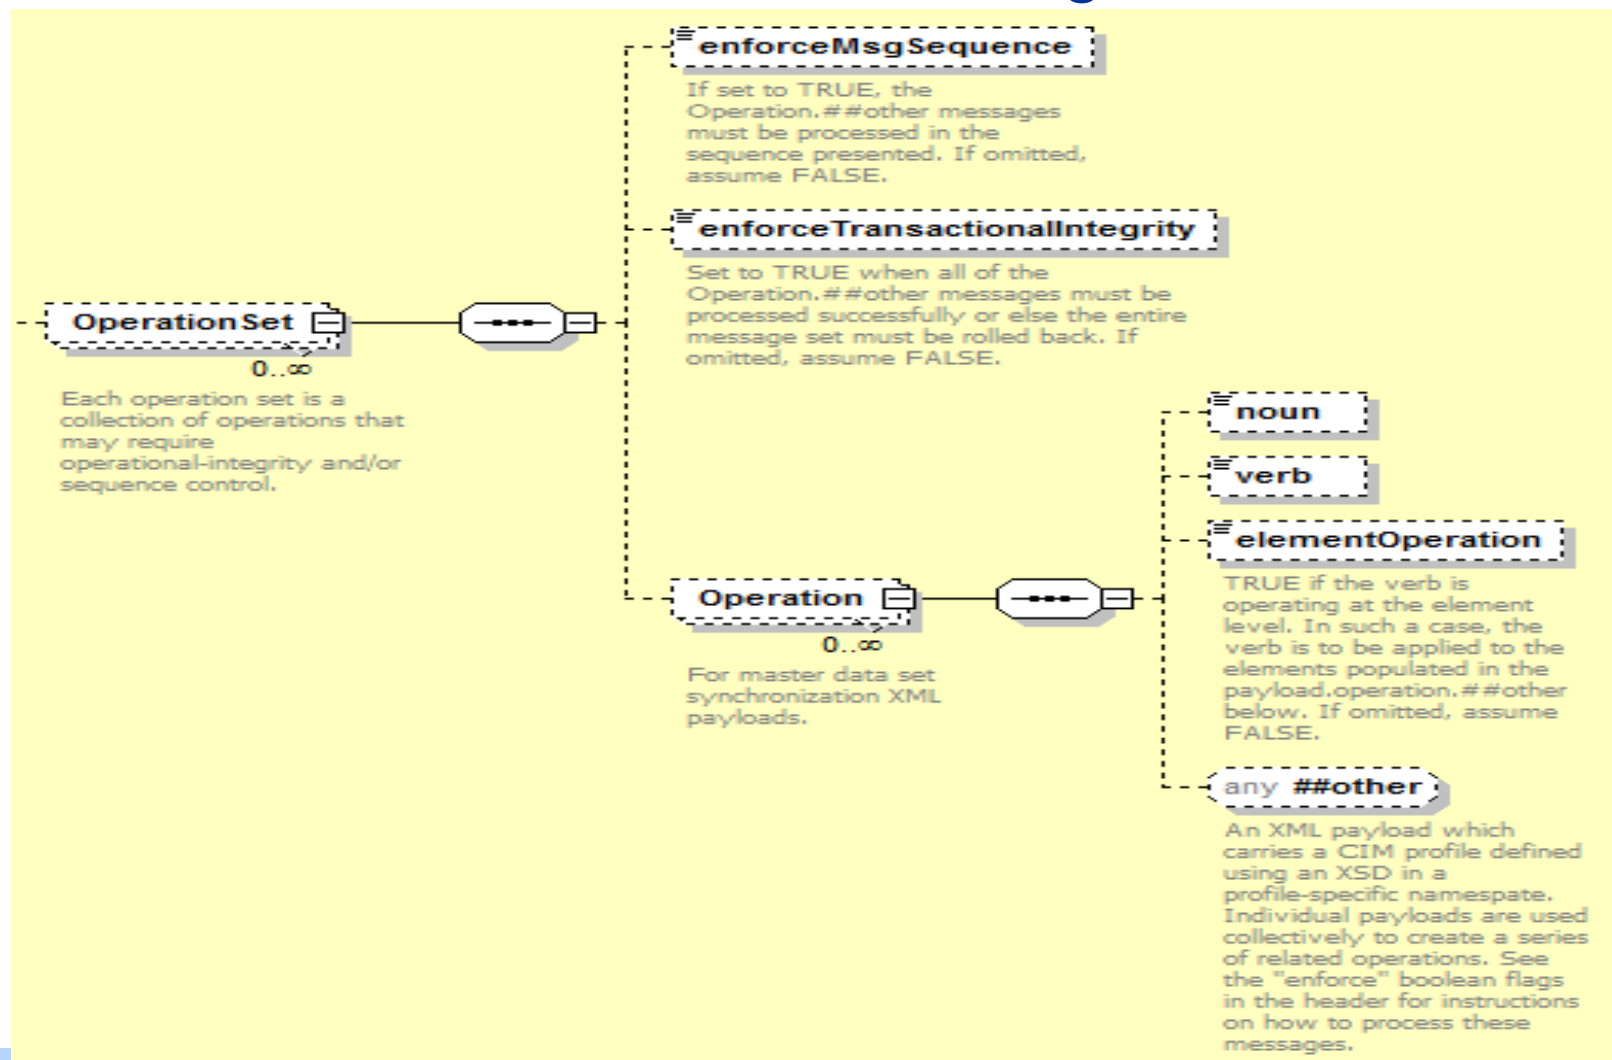 enforceMsgSequence
If set to TRUE, the
Operation.##other messages
must be processed in the
sequence presented. If omitted,
assume FALSE.
enforceTransactionalIntegrity
Set to TRUE when all of the
Operation.##other messages must be
processed successfully or else the entire
message set must be rolled back. If
omitted, assume FALSE.
OperationSet
0..∞
Each operation set is a
collection of operations that
may require
operational-integrity and/or
sequence control.
Operation
0..∞
For master data set
synchronization XML
payloads.
noun
verb
elementOperation
TRUE if the verb is
operating at the element
level. In such a case, the
verb is to be applied to the
elements populated in the
payload.operation.##other
below. If omitted, assume
FALSE.
any ##other
An XML payload which
carries a CIM profile defined
using an XSD in a
profile-specific namespate.
Individual payloads are used
collectively to create a series
of related operations. See
the "enforce" boolean flags
in the header for instructions
on how to process these
messages.